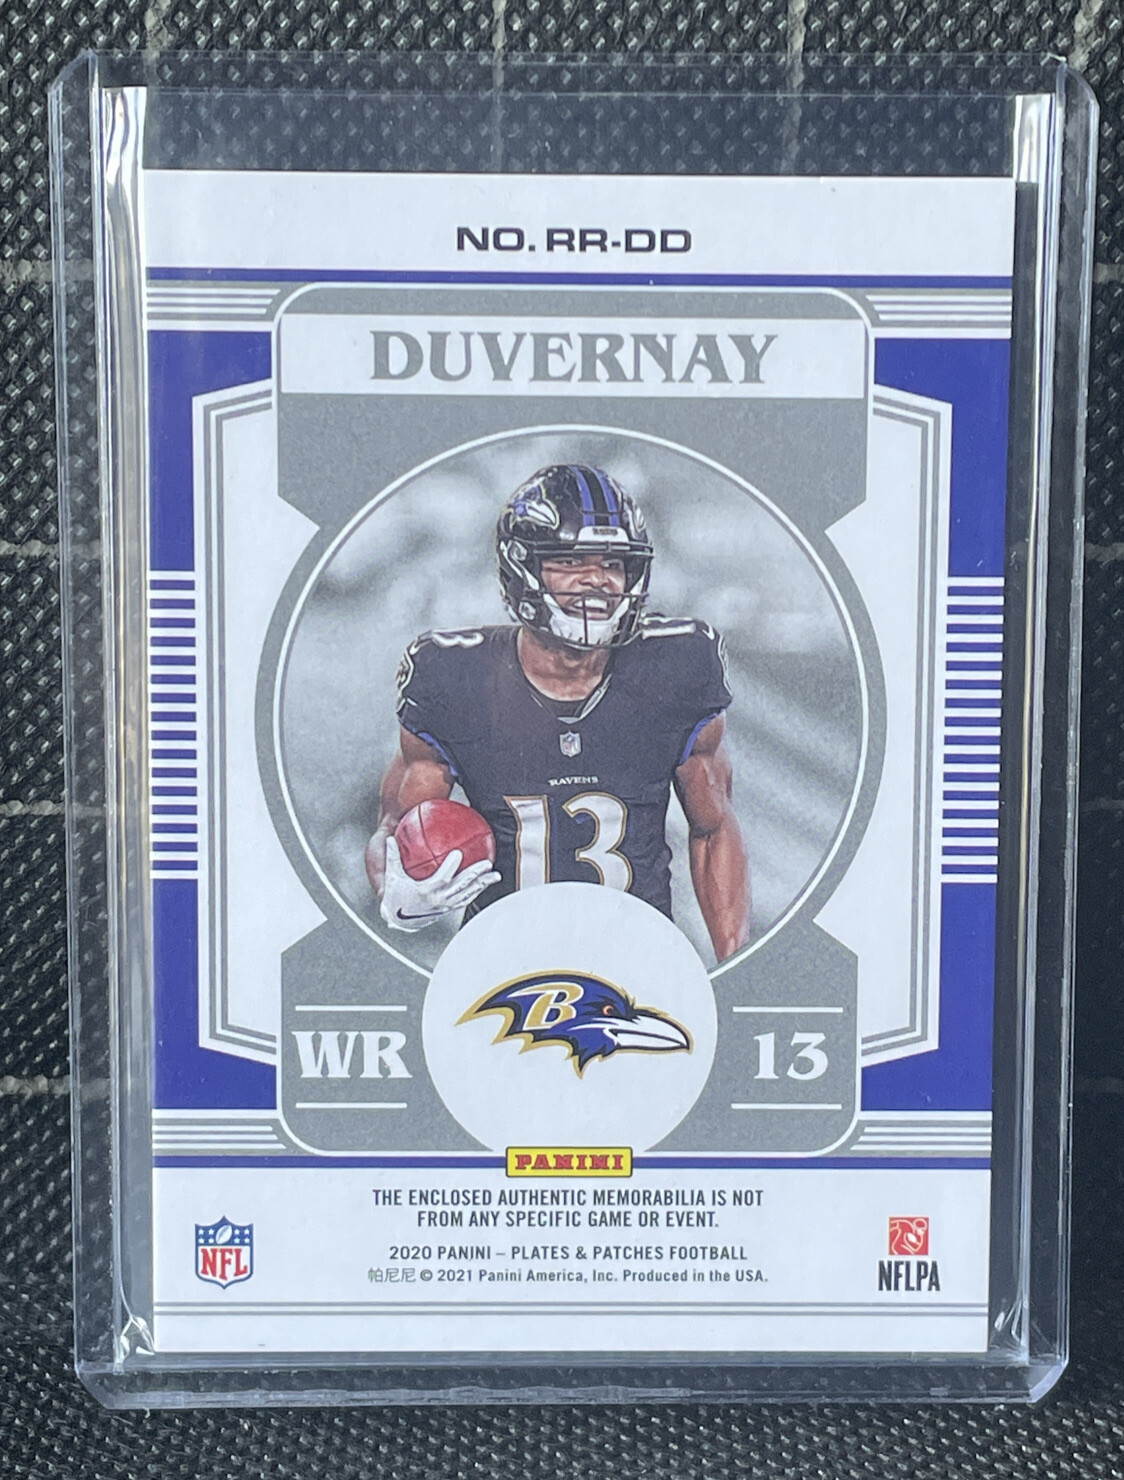 NO. RR-DD
DUVERNAY
13
RAVENS
13
B
WR
13
PANINI
THE ENCLOSED AUTHENTIC MEMORABILIA IS NOT
FROM ANY SPECIFIC GAME OR EVENT.
2020 PANINI – PLATES & PATCHES FOOTBALL
帕尼尼 © 2021 Panini America, Inc. Produced in the USA.
NFL
NFLPA